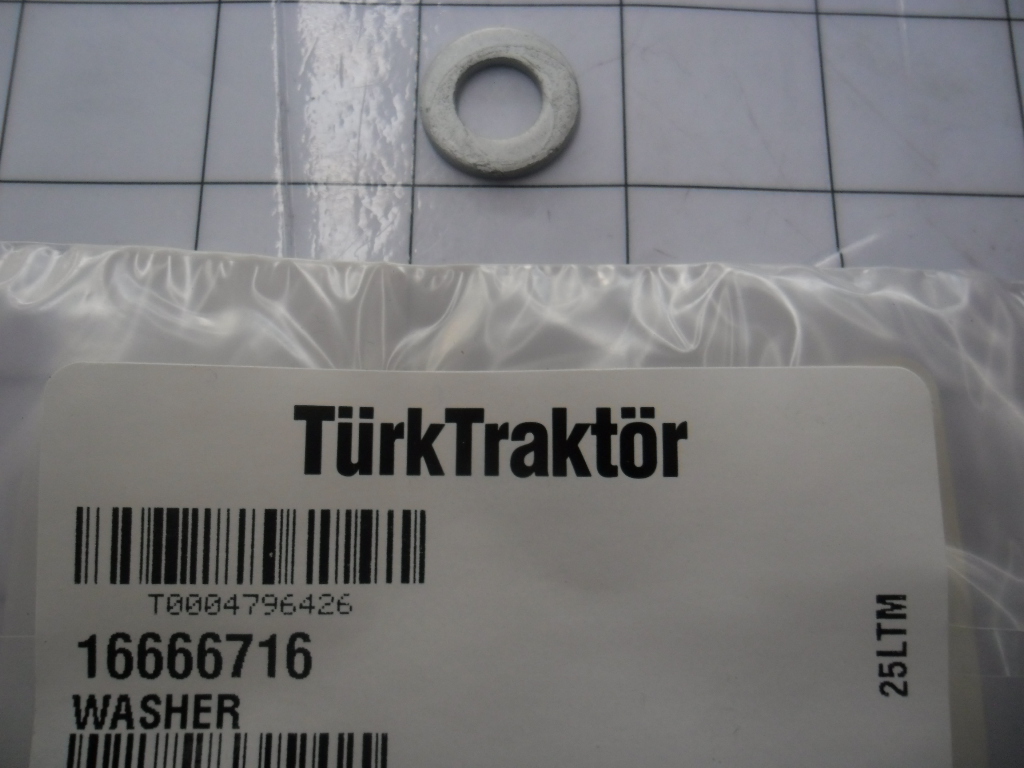 TürkTraktör
T0004796426
16666716
WASHER
25LTM